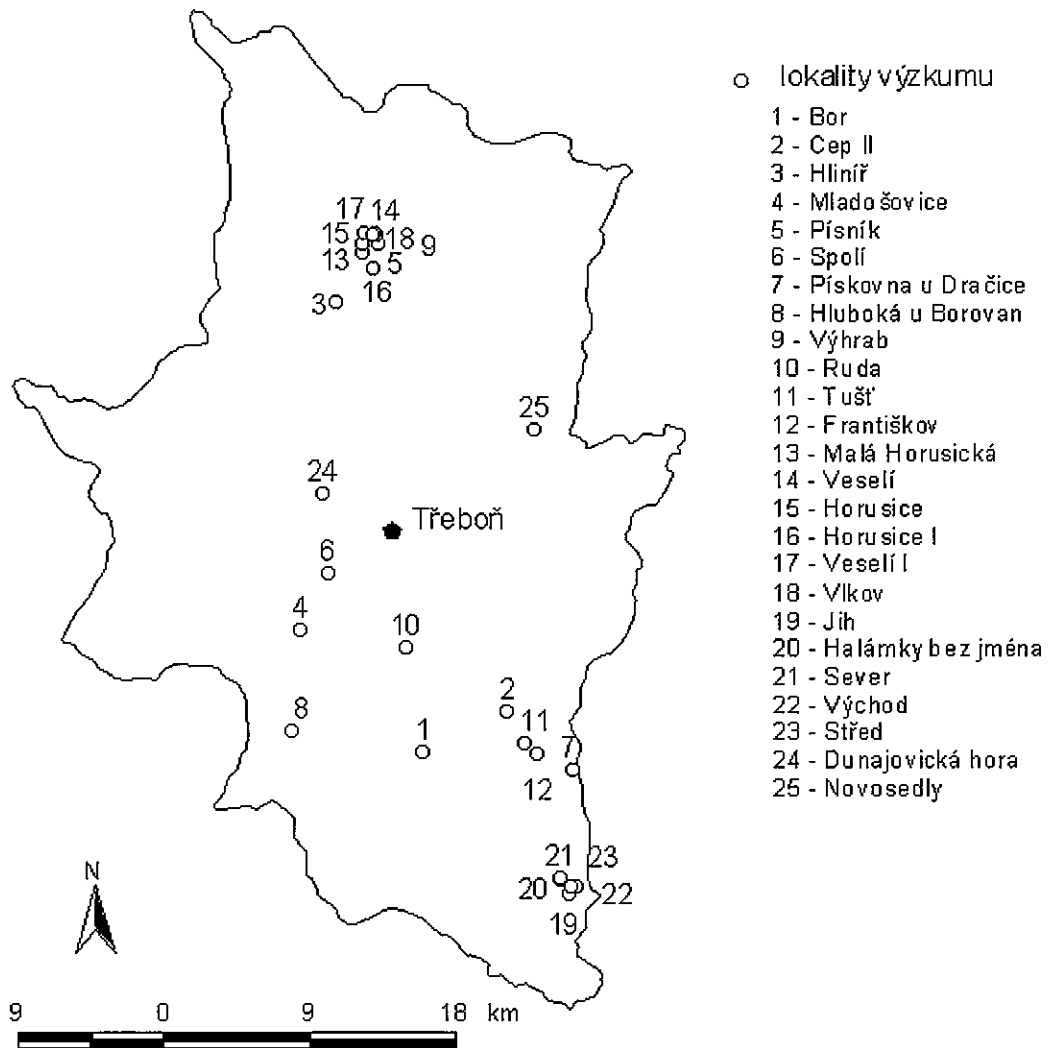 lokality výzkumu
1 - Bor
2 - Cep II
3 - Hliníř
4 - Mladošovice
5 - Písník
6 - Spolí
7 - Pískovna u Dračice
8 - Hluboká u Borovan
9 - Výhrab
10 - Ruda
11 - Tušť
12 - Františkov
13 - Malá Horusická
14 - Veselí
15 - Horusice
16 - Horusice I
17 - Veselí I
18 - Vlkov
19 - Jih
20 - Halámky bez jména
21 - Sever
22 - Východ
23 - Střed
24 - Dunajovická hora
25 - Novosedly
17 14
15 18 9
13 5
16
3
25
24
Třeboň
6
4
10
2
8
11
1
7
12
21 23
20 22
19
N
9 0 9 18 km